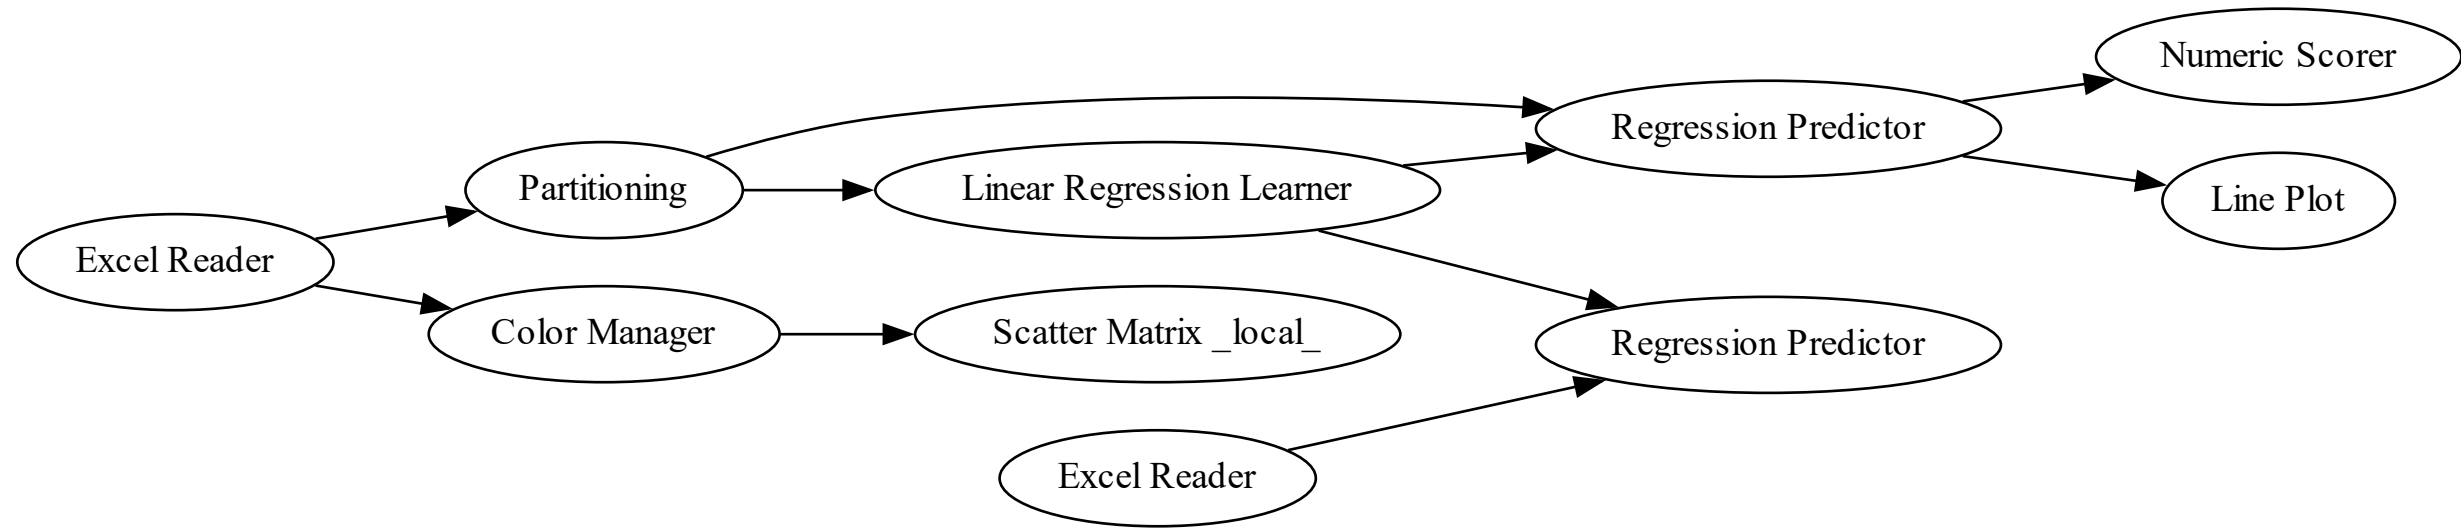 Excel Reader
Partitioning
Color Manager
Linear Regression Learner
Scatter Matrix _local_
Excel Reader
Regression Predictor
Regression Predictor
Numeric Scorer
Line Plot